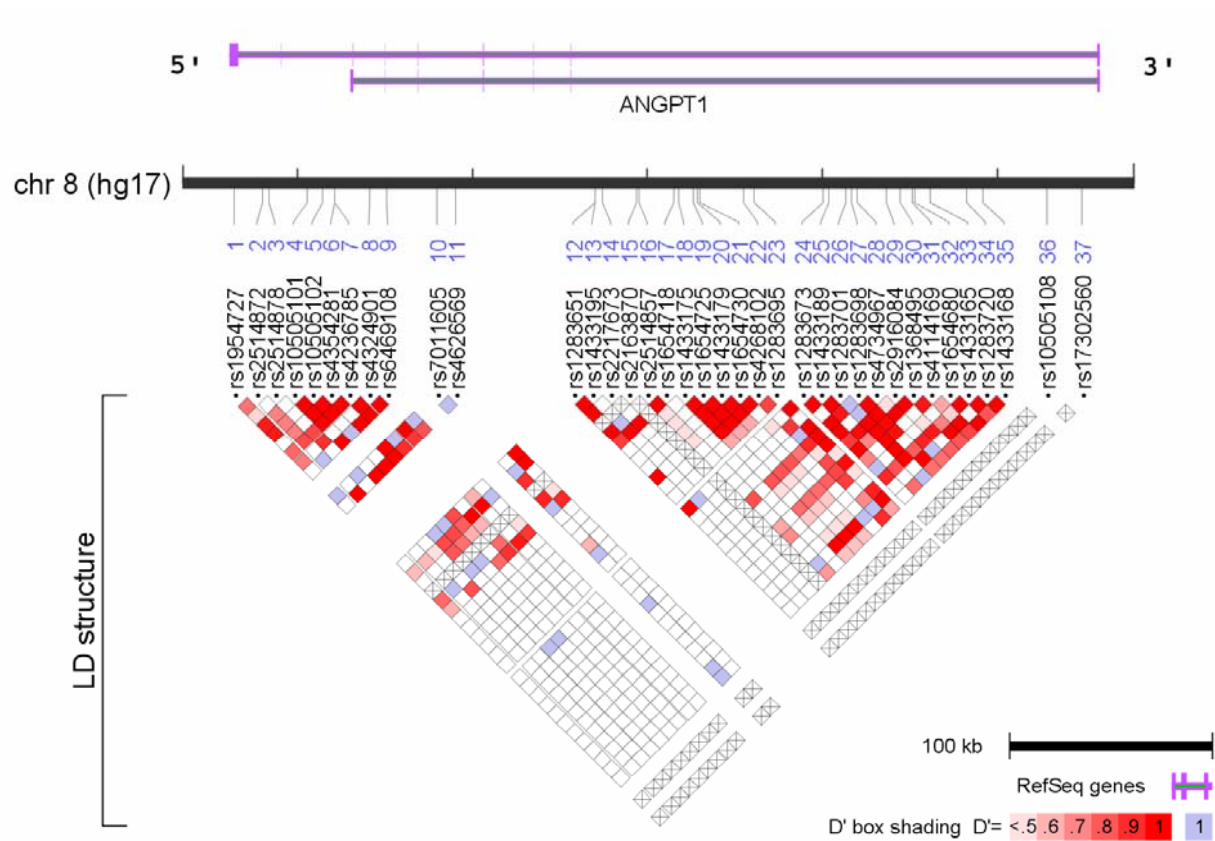 5' 3'
ANGPT1
chr 8 (hg17)
1 2 3 4 5 6 7 8 9 10 11 12 13 14 15 16 17 18 19 20 21 22 23 24 25 26 27 28 29 30 31 32 33 34 35 36 37
rs1954727
rs2514872
rs2514878
rs10505101
rs10505102
rs4354281
rs4236785
rs4324901
rs6469108
rs7011605
rs4626569
rs1283651
rs1433195
rs2217673
rs2163870
rs2514857
rs1654718
rs1433175
rs1654725
rs1433179
rs1654730
rs4268102
rs1283695
rs1283673
rs1433189
rs1283701
rs1283698
rs4734967
rs2916084
rs1368495
rs4114169
rs1654680
rs1433165
rs1283720
rs1433168
rs10505108
rs17302560
LD structure
100 kb
RefSeq genes
D' box shading D'= <.5 .6 .7 .8 .9 1 1